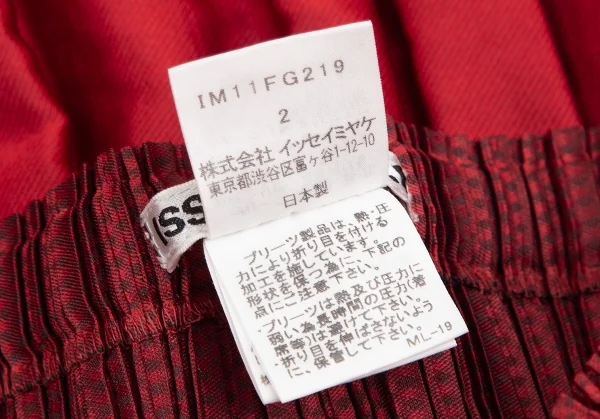 IM11FG219
2
株式会社 イッセイミヤケ
東京都渋谷区富ヶ谷1-12-10
日本製
ISS
プリーツ製品は、熱・圧
力により折り目を付ける
加工を施しています。
形状を保つ為に、下記の
点にご注意下さい。
プリーツは熱及び圧力に
弱い為長時間の圧力(着
席等)は避けて下さい。
折り目を伸ばさないよう
に、保管して下さい。
ML-19